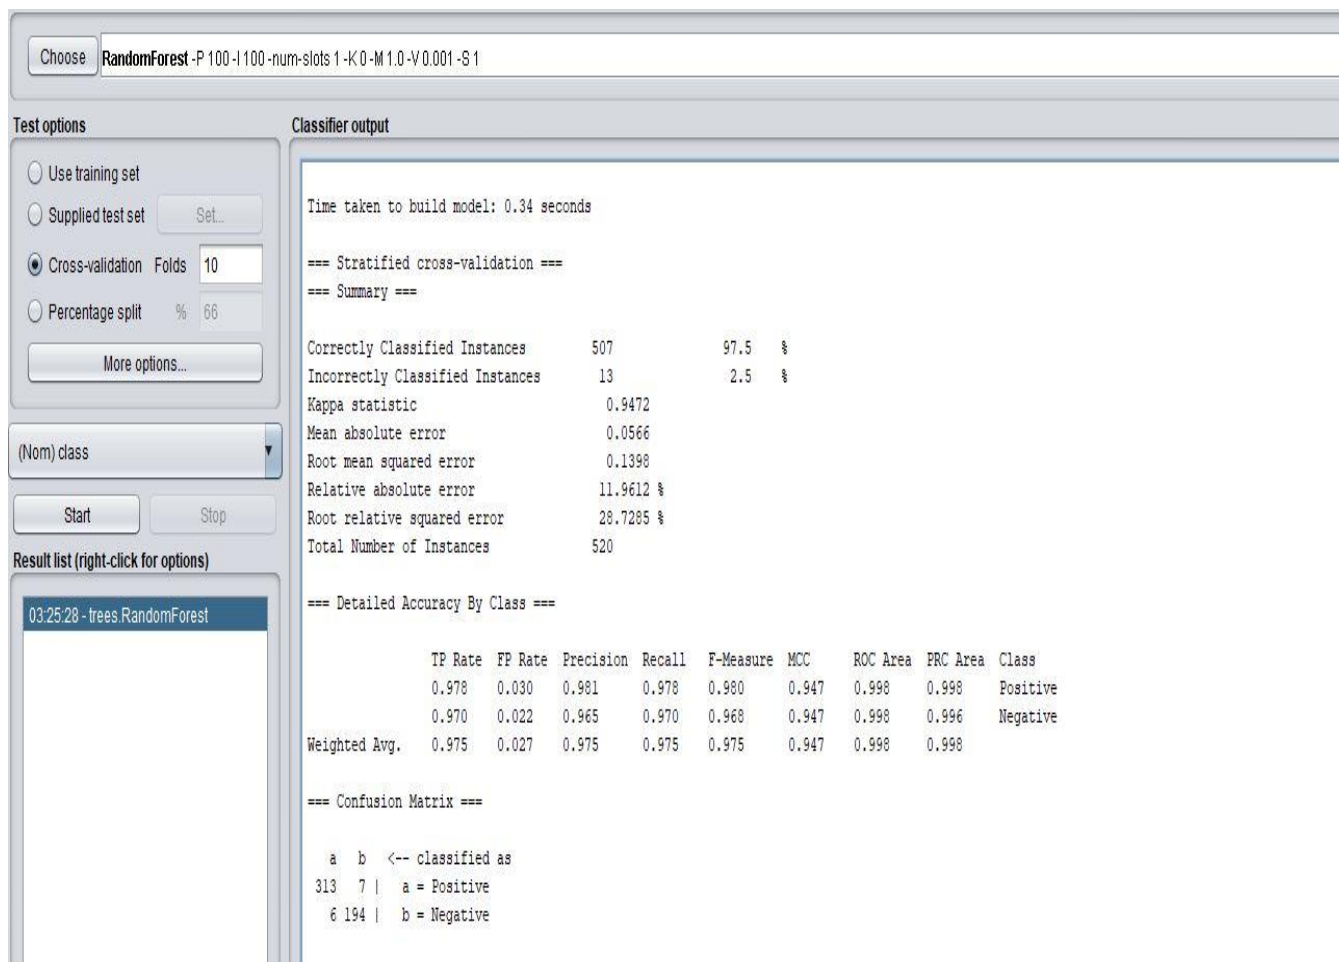 Choose RandomForest -P 100 -I 100 -num-slots 1 -K 0 -M 1.0 -V 0.001 -S 1
Test options
Use training set
Supplied test set Set...
Cross-validation Folds 10
Percentage split % 66
More options...
(Nom) class
Start Stop
Result list (right-click for options)
03:25:28 - trees.RandomForest
Classifier output
Time taken to build model: 0.34 seconds
=== Stratified cross-validation ===
=== Summary ===
Correctly Classified Instances 507 97.5 %
Incorrectly Classified Instances 13 2.5 %
Kappa statistic 0.9472
Mean absolute error 0.0566
Root mean squared error 0.1398
Relative absolute error 11.9612 %
Root relative squared error 28.7285 %
Total Number of Instances 520
=== Detailed Accuracy By Class ===
TP Rate FP Rate Precision Recall F-Measure MCC ROC Area PRC Area Class
0.978 0.030 0.981 0.978 0.980 0.947 0.998 0.998 Positive
0.970 0.022 0.965 0.970 0.968 0.947 0.998 0.996 Negative
Weighted Avg. 0.975 0.027 0.975 0.975 0.975 0.947 0.998 0.998
=== Confusion Matrix ===
a b <-- classified as
313 7 | a = Positive
6 194 | b = Negative